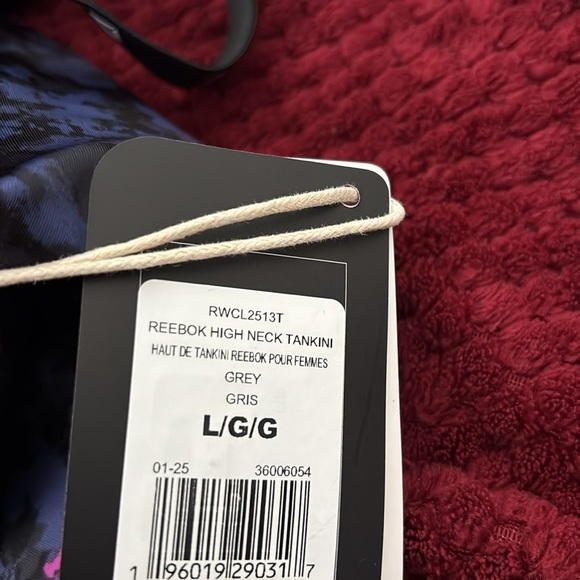 RWCL2513T
REEBOK HIGH NECK TANKINI
HAUT DE TANKINI REEBOK POUR FEMMES
GREY
GRIS
L/G/G
01-25 36006054
1 96019 29031 7